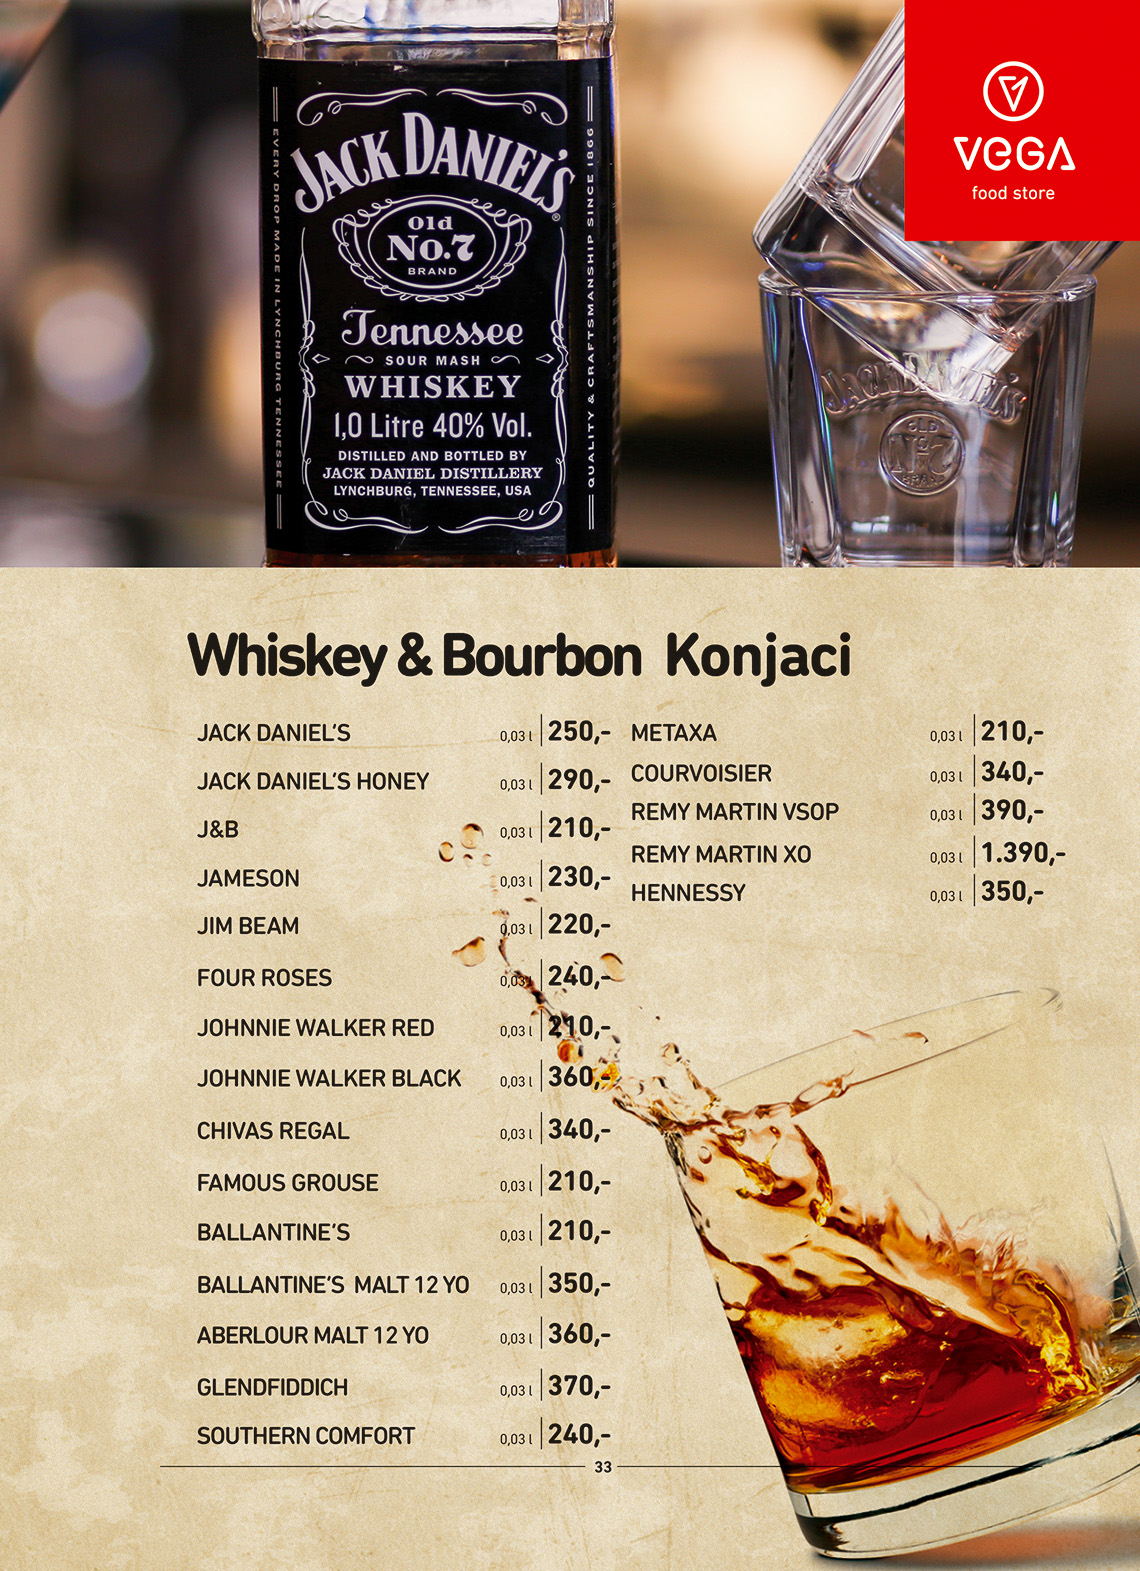 VEGA
food store
JACK DANIEL'S
Old
No.7
BRAND
Tennessee
SOUR MASH
WHISKEY
1,0 Litre 40% Vol.
DISTILLED AND BOTTLED BY
JACK DANIEL DISTILLERY
LYNCHBURG, TENNESSEE, USA
EVERY DROP MADE IN LYNCHBURG TENNESSEE
QUALITY & CRAFTSMANSHIP SINCE 1866
JACK DANIEL'S
OLD
No 7
BRAND
Whiskey & Bourbon
JACK DANIEL'S 0,03 l 250,-
JACK DANIEL'S HONEY 0,03 l 290,-
J&B 0,03 l 210,-
JAMESON 0,03 l 230,-
JIM BEAM 0,03 l 220,-
FOUR ROSES 0,03 l 240,-
JOHNNIE WALKER RED 0,03 l 210,-
JOHNNIE WALKER BLACK 0,03 l 360,-
CHIVAS REGAL 0,03 l 340,-
FAMOUS GROUSE 0,03 l 210,-
BALLANTINE'S 0,03 l 210,-
BALLANTINE'S MALT 12 YO 0,03 l 350,-
ABERLOUR MALT 12 YO 0,03 l 360,-
GLENDFIDDICH 0,03 l 370,-
SOUTHERN COMFORT 0,03 l 240,-
Konjaci
METAXA 0,03 l 210,-
COURVOISIER 0,03 l 340,-
REMY MARTIN VSOP 0,03 l 390,-
REMY MARTIN XO 0,03 l 1.390,-
HENNESSY 0,03 l 350,-
33